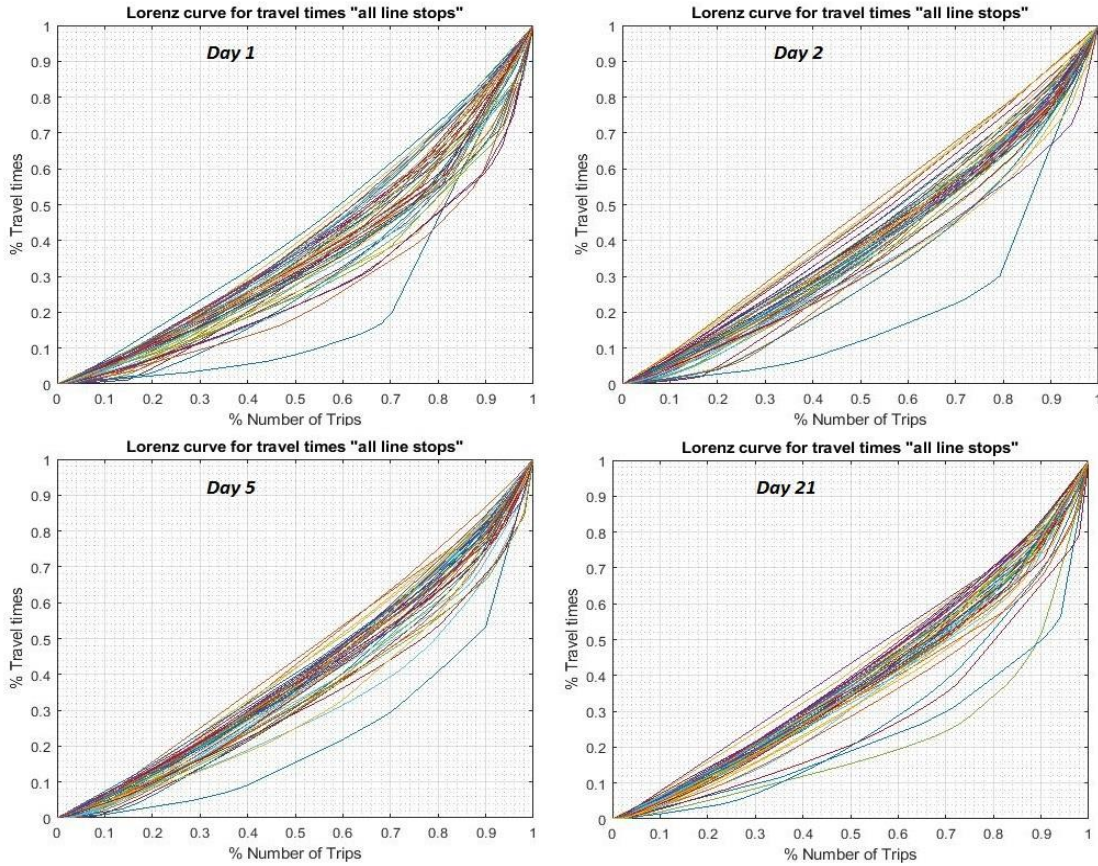 Lorenz curve for travel times "all line stops"
Day 1
% Travel times
1
0.9
0.8
0.7
0.6
0.5
0.4
0.3
0.2
0.1
0
0 0.1 0.2 0.3 0.4 0.5 0.6 0.7 0.8 0.9 1
% Number of Trips
Lorenz curve for travel times "all line stops"
Day 2
% Travel times
1
0.9
0.8
0.7
0.6
0.5
0.4
0.3
0.2
0.1
0
0 0.1 0.2 0.3 0.4 0.5 0.6 0.7 0.8 0.9 1
% Number of Trips
Lorenz curve for travel times "all line stops"
Day 5
% Travel times
1
0.9
0.8
0.7
0.6
0.5
0.4
0.3
0.2
0.1
0
0 0.1 0.2 0.3 0.4 0.5 0.6 0.7 0.8 0.9 1
% Number of Trips
Lorenz curve for travel times "all line stops"
Day 21
% Travel times
1
0.9
0.8
0.7
0.6
0.5
0.4
0.3
0.2
0.1
0
0 0.1 0.2 0.3 0.4 0.5 0.6 0.7 0.8 0.9 1
% Number of Trips